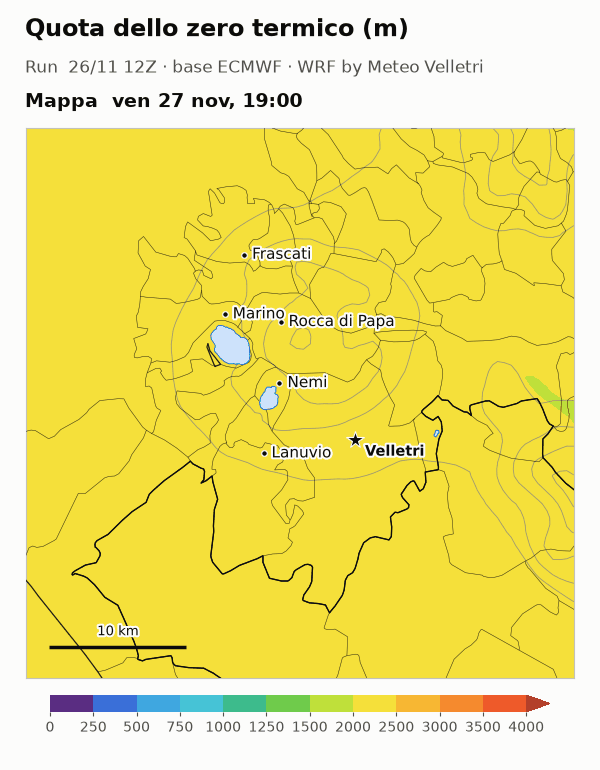 Quota dello zero termico (m)
Run  26/11 12Z · base ECMWF · WRF by Meteo Velletri
Mappa  ven 27 nov, 19:00
Frascati
Marino
Rocca di Papa
Nemi
Velletri
Lanuvio
10 km
0 250 500 750 1000 1250 1500 2000 2500 3000 3500 4000